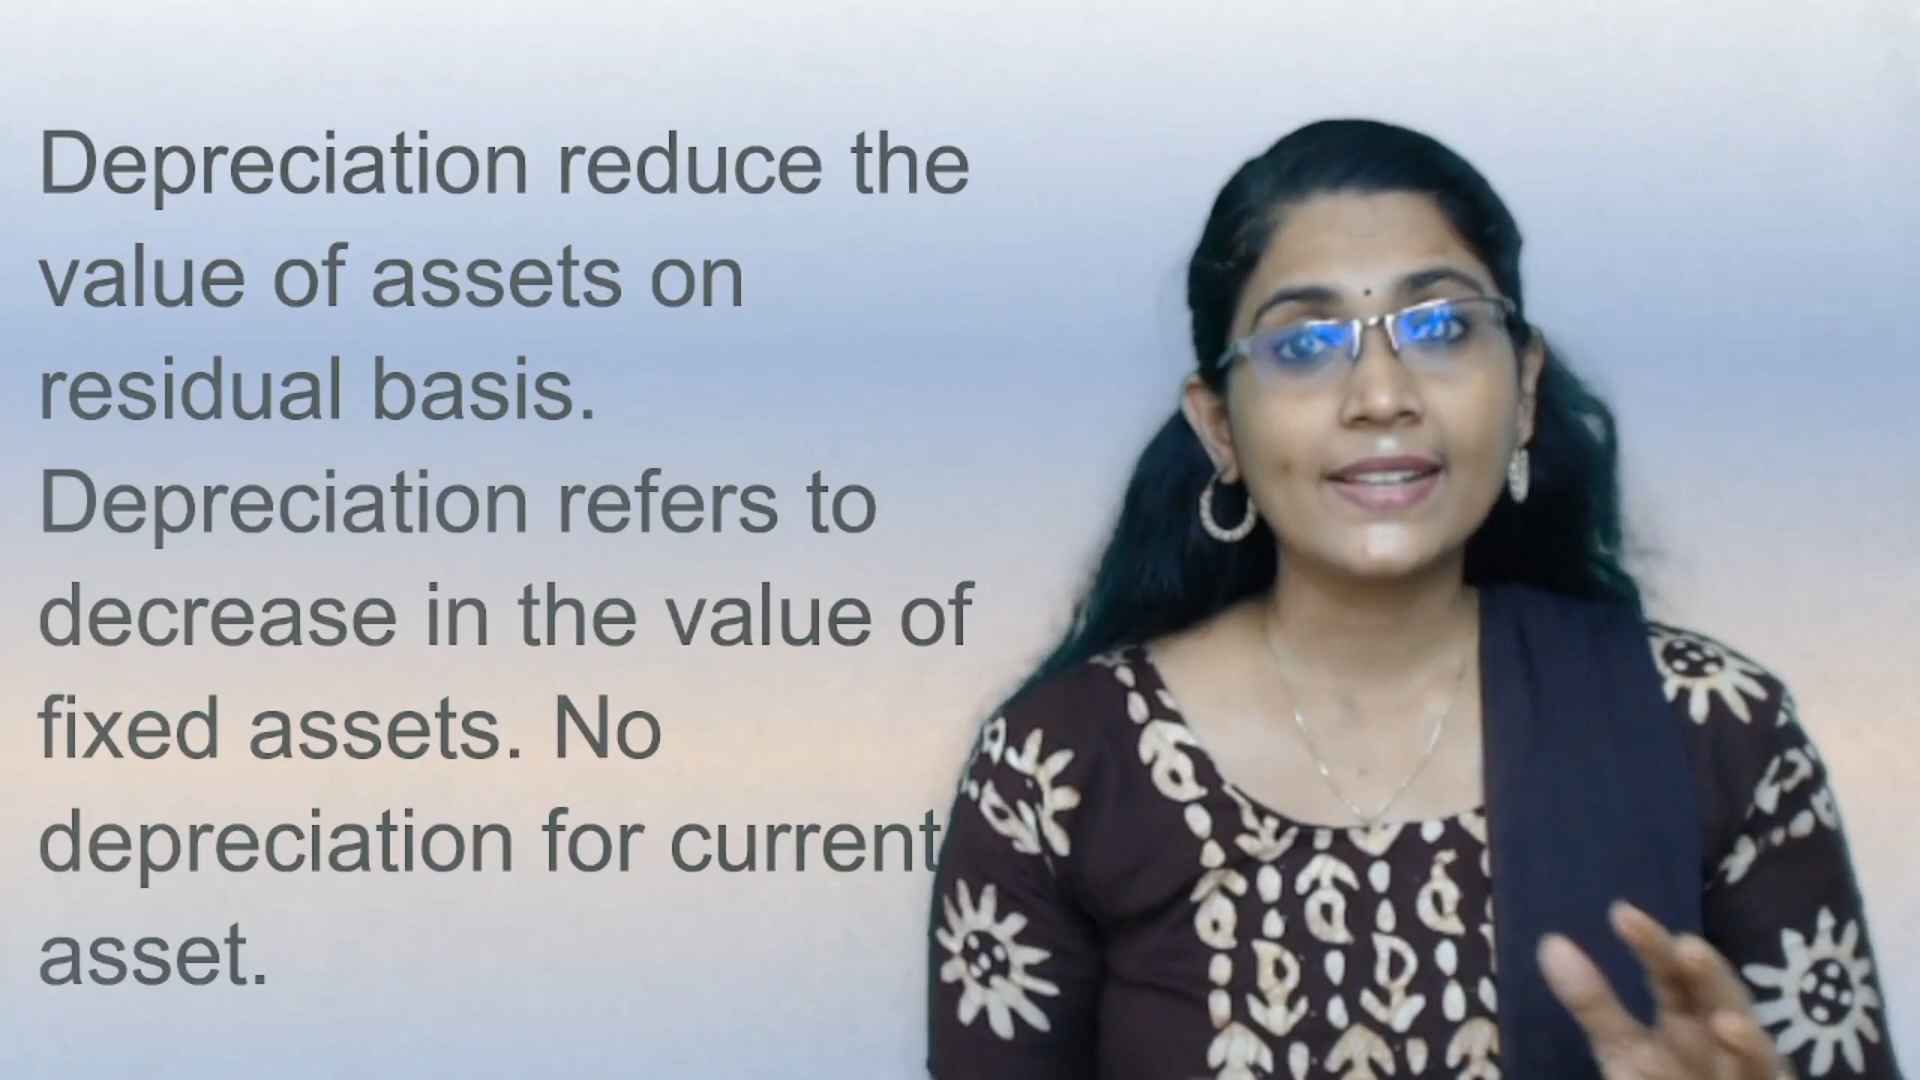 Depreciation reduce the
value of assets on
residual basis.
Depreciation refers to
decrease in the value of
fixed assets. No
depreciation for current
asset.